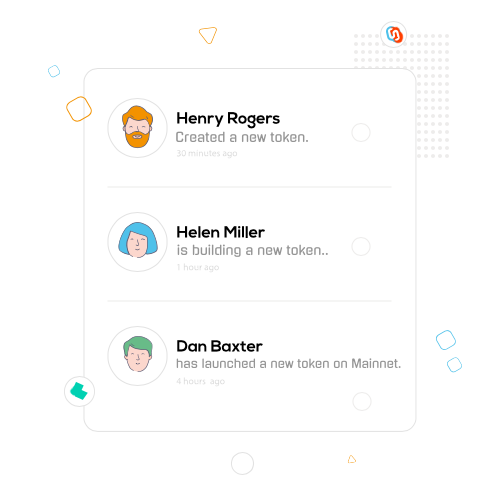 Henry Rogers
Created a new token.
30 minutes ago
Helen Miller
is building a new token..
1 hour ago
Dan Baxter
has launched a new token on Mainnet.
4 hours ago